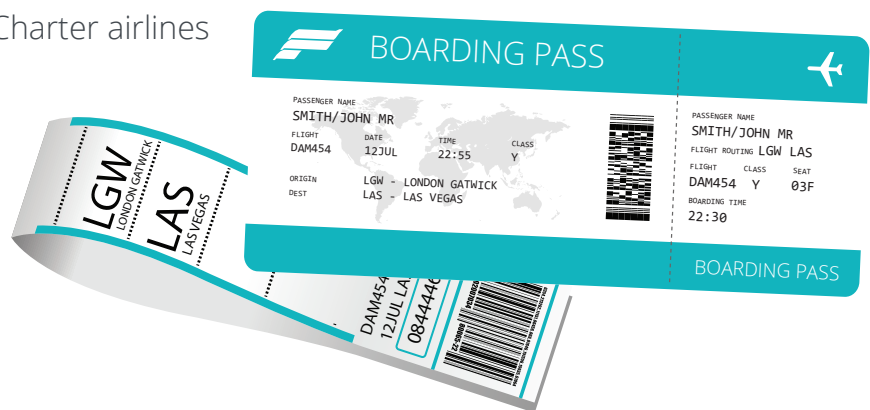 Charter airlines
BOARDING PASS
PASSENGER NAME
SMITH/JOHN MR
FLIGHT DATE TIME CLASS
DAM454 12JUL 22:55 Y
ORIGIN LGW - LONDON GATWICK
DEST LAS - LAS VEGAS
PASSENGER NAME
SMITH/JOHN MR
FLIGHT ROUTING LGW LAS
FLIGHT CLASS SEAT
DAM454 Y 03F
BOARDING TIME
22:30
BOARDING PASS
LGW
LONDON GATWICK
LAS
LAS VEGAS
DAM454
12JUL